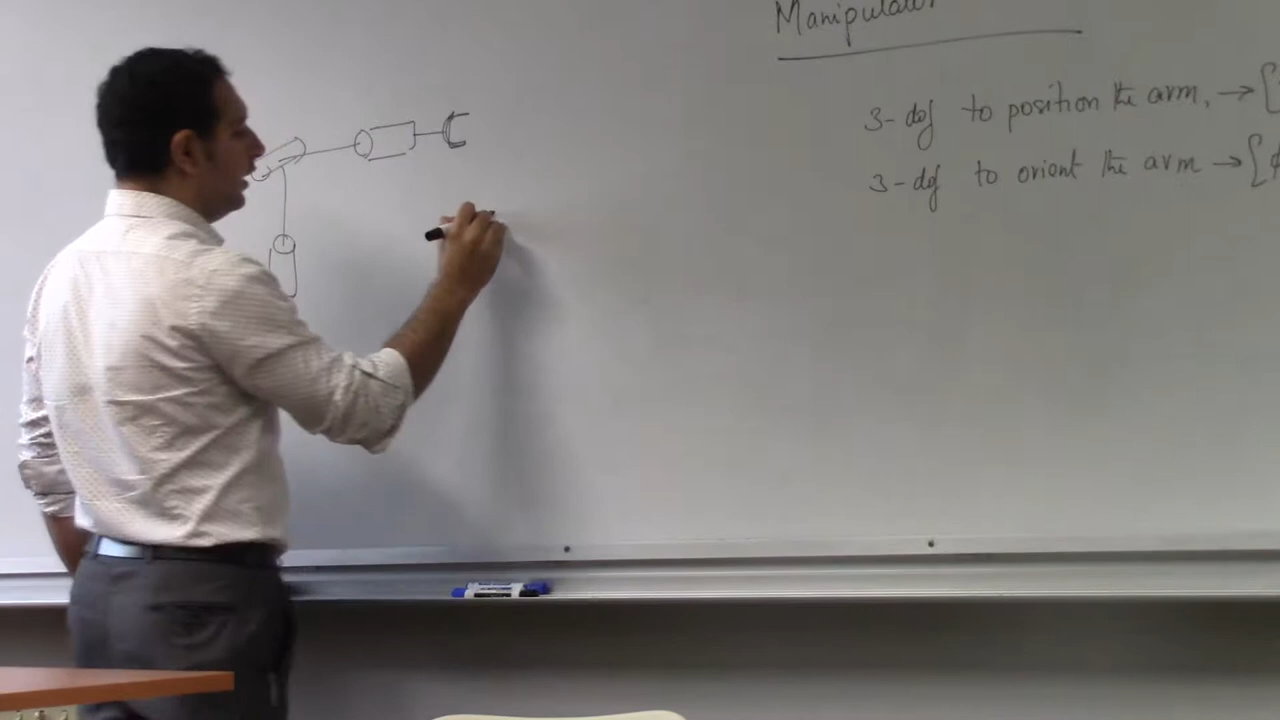 Manipulator
3-dof to position the arm, → [
3-dof to orient the arm → [ϕ